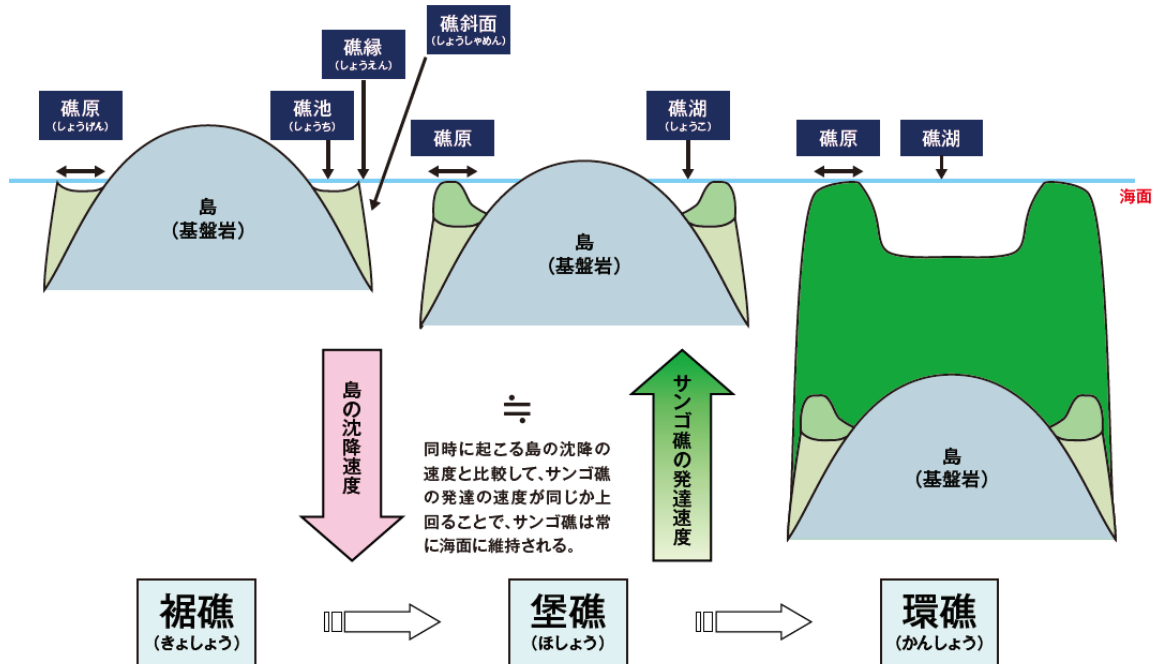 礁斜面
(しょうしゃめん)
礁縁
(しょうえん)
礁原
(しょうげん)
礁池
(しょうち)
礁原
礁湖
(しょうこ)
礁原
礁湖
海面
島
(基盤岩)
島
(基盤岩)
島
(基盤岩)
島の沈降速度
≒
同時に起こる島の沈降の
速度と比較して、サンゴ礁
の発達の速度が同じか上
回ることで、サンゴ礁は常
に海面に維持される。
サンゴ礁の発達速度
裾礁
(きょしょう)
堡礁
(ほしょう)
環礁
(かんしょう)